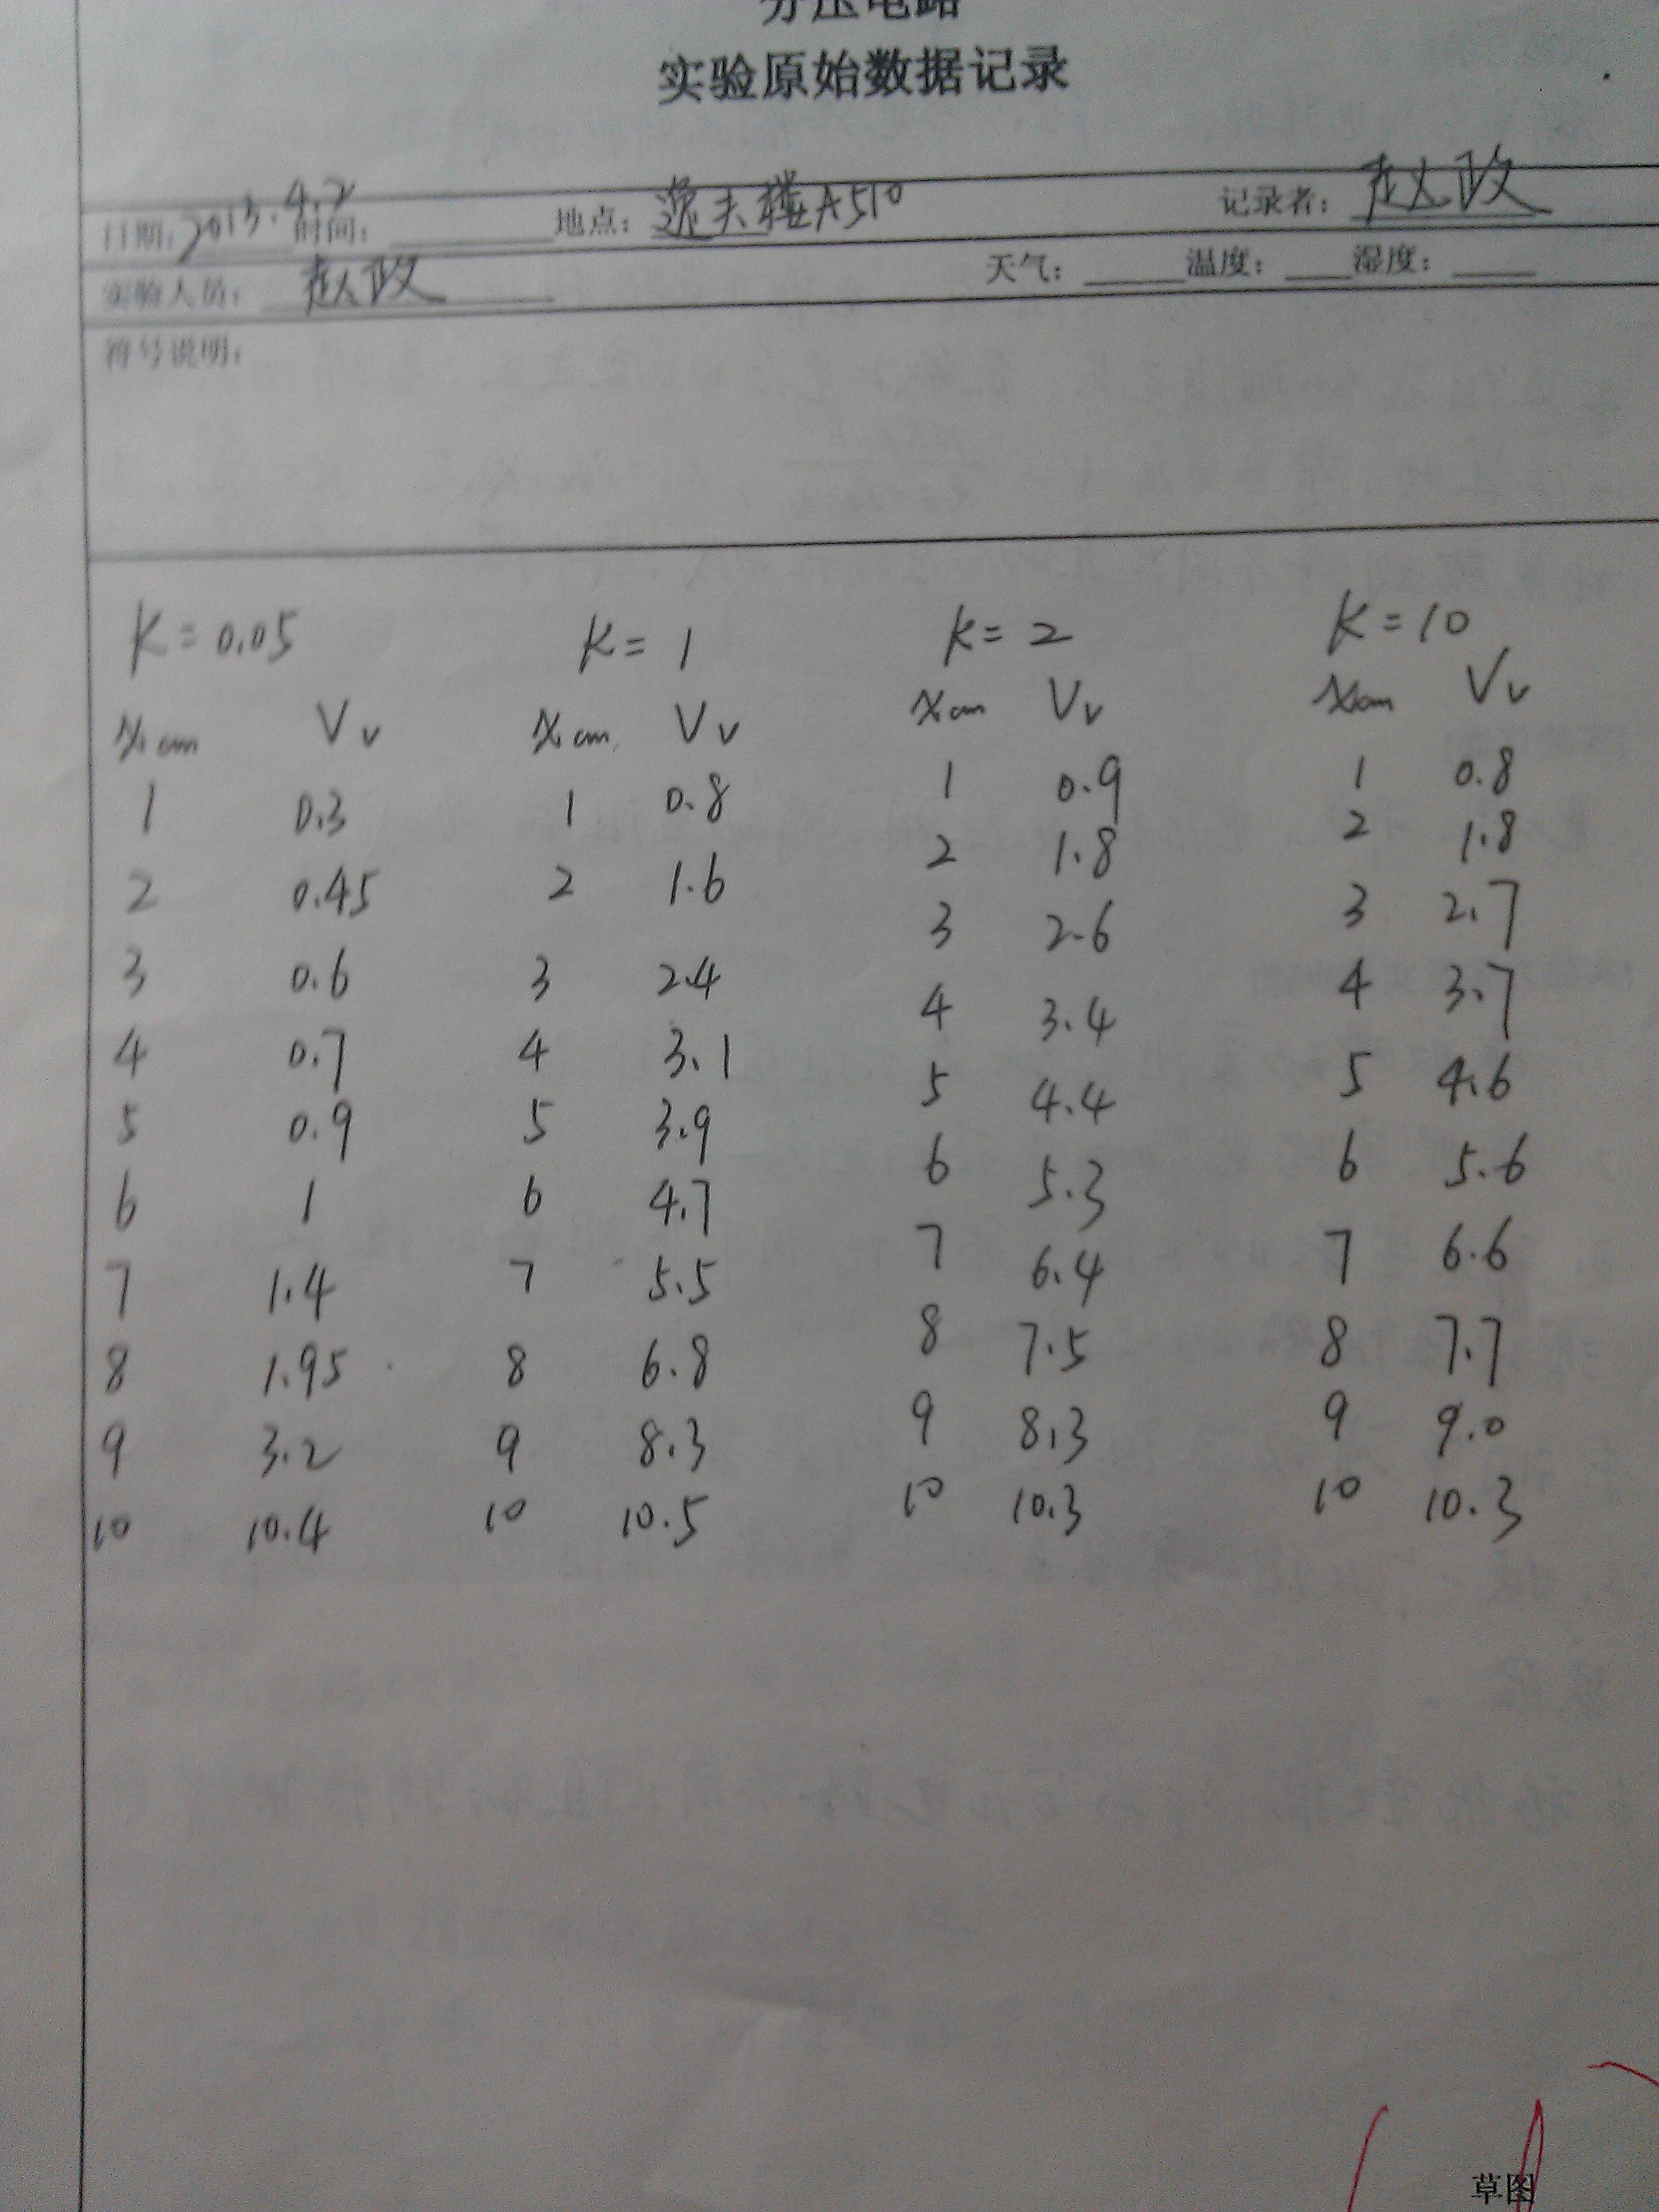 分压电路
实验原始数据记录
日期:2013.4.2 时间: 地点: 逸夫楼A510 记录者: 赵政
实验人员: 赵政 天气: 温度: 湿度:
符号说明:
K=0.05 K=1 K=2 K=10
X cm V v X cm V v X cm V v X cm V v
1 0.3 1 0.8 1 0.9 1 0.8
2 0.45 2 1.6 2 1.8 2 1.8
3 0.6 3 2.4 3 2.6 3 2.7
4 0.7 4 3.1 4 3.4 4 3.7
5 0.9 5 3.9 5 4.4 5 4.6
6 1 6 4.7 6 5.3 6 5.6
7 1.4 7 5.5 7 6.4 7 6.6
8 1.95 8 6.8 8 7.5 8 7.7
9 3.2 9 8.3 9 8.3 9 9.0
10 10.4 10 10.5 10 10.3 10 10.3
草图